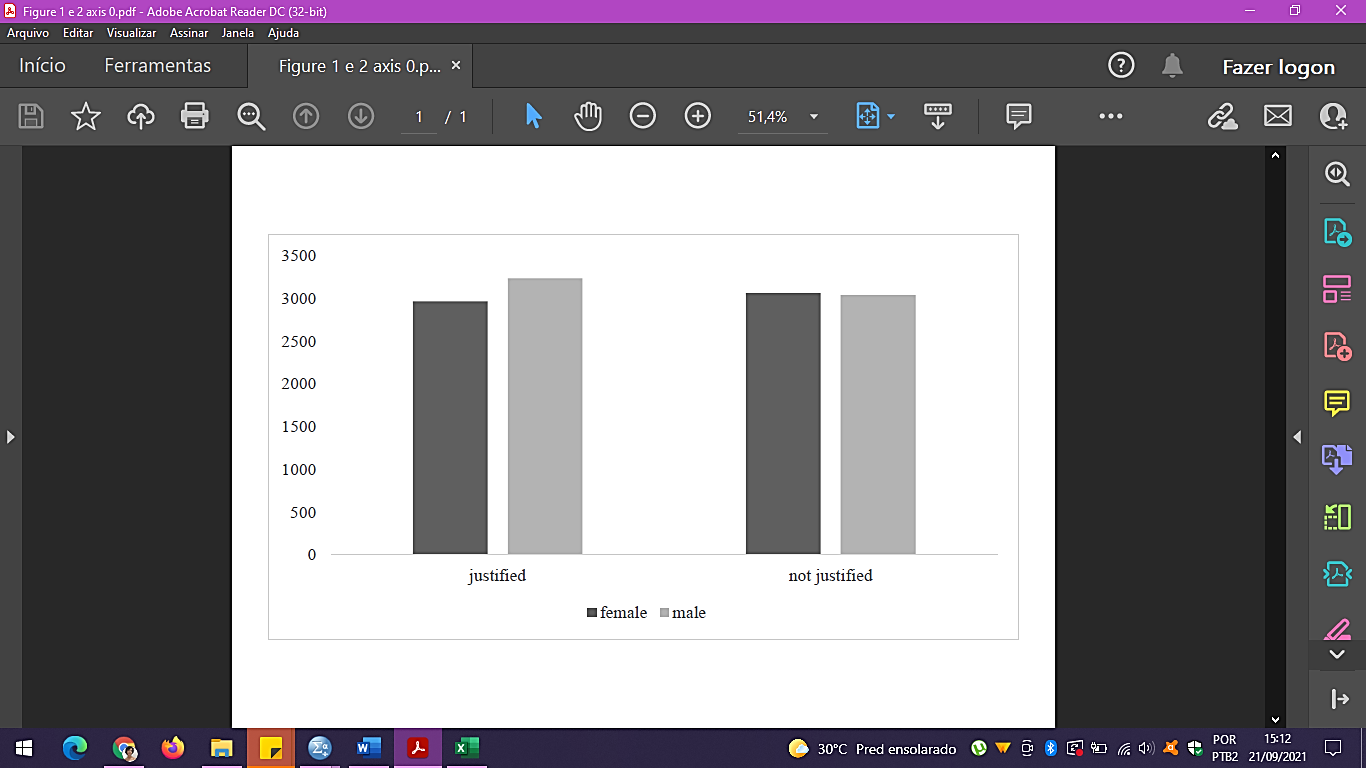 Figure 1 e 2 axis 0.pdf - Adobe Acrobat Reader DC (32-bit)
Arquivo Editar Visualizar Assinar Janela Ajuda
Início Ferramentas Figure 1 e 2 axis 0.p... × ? Fazer logon
1 / 1 51,4%
3500
3000
2500
2000
1500
1000
500
0
justified not justified
female male
30°C Pred ensolarado
POR
PTB2
15:12
21/09/2021